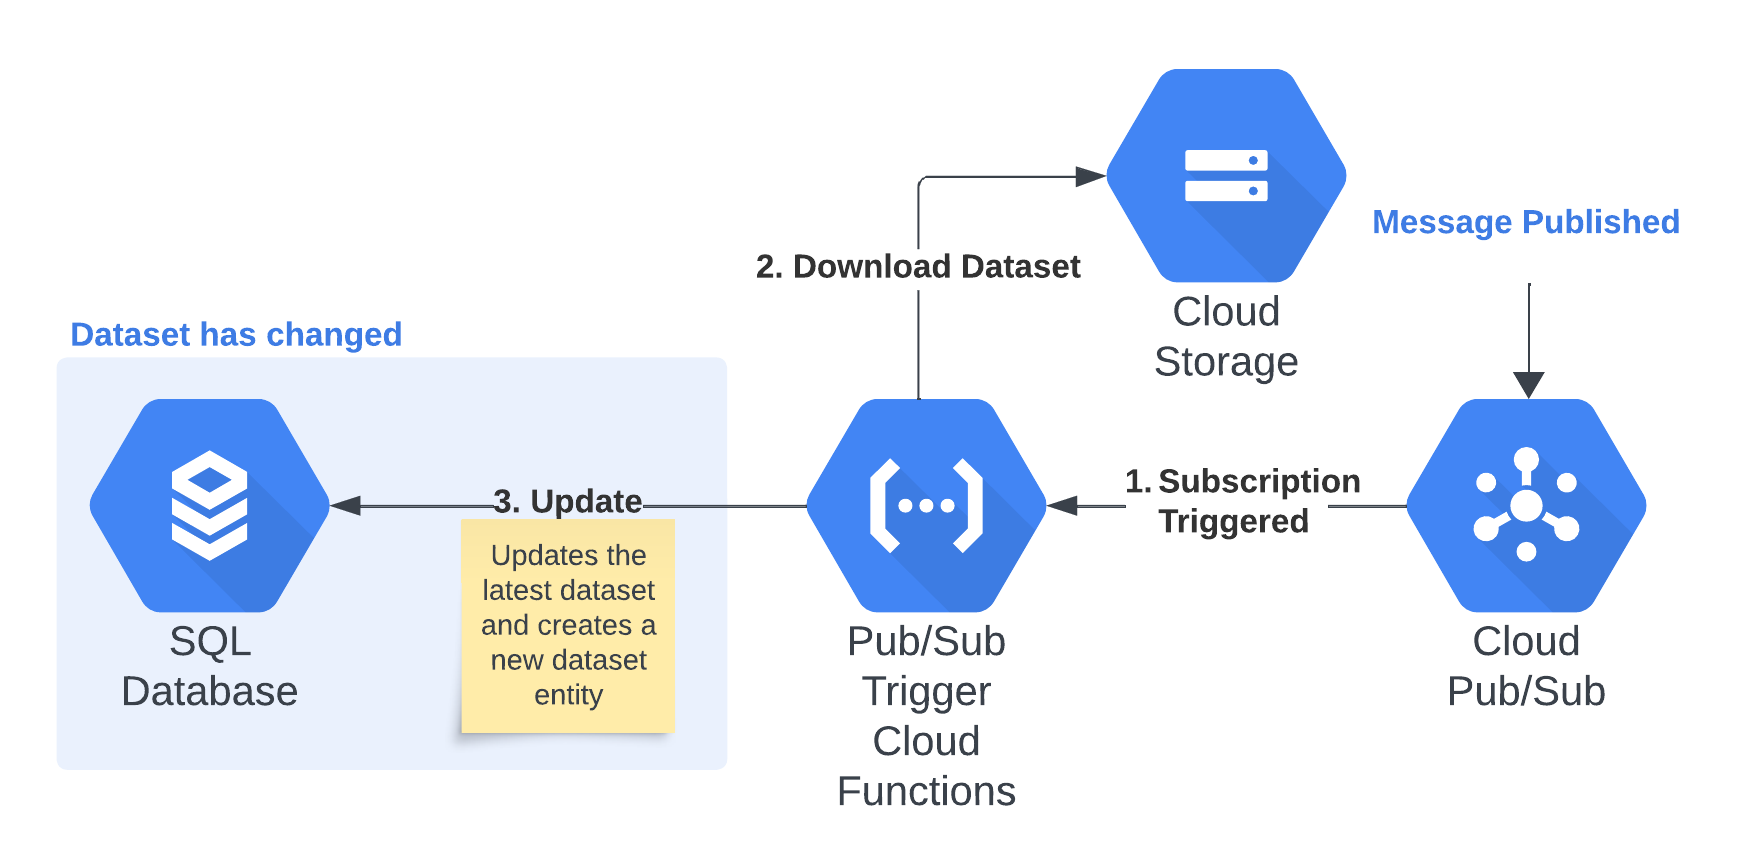 Message Published
2. Download Dataset
Cloud
Storage
Dataset has changed
1. Subscription
Triggered
3. Update
Updates the
latest dataset
and creates a
new dataset
entity
SQL
Database
Pub/Sub
Trigger
Cloud
Functions
Cloud
Pub/Sub